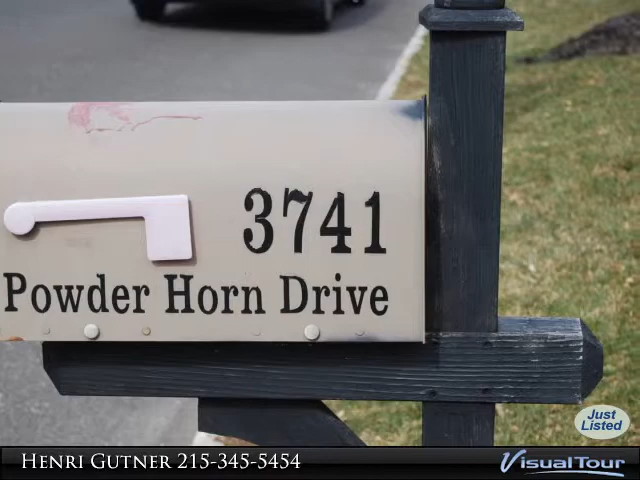 3741
Powder Horn Drive
Just
Listed
Henri Gutner 215-345-5454
VisualTour